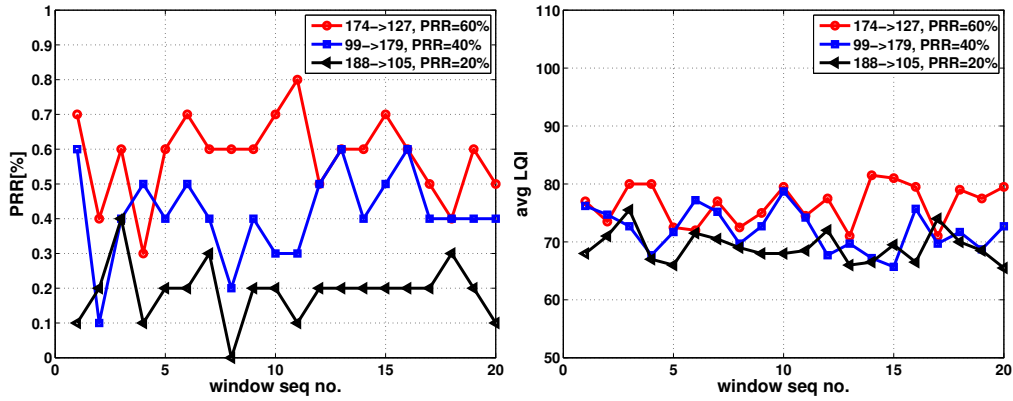 1
0.9
0.8
0.7
0.6
0.5
0.4
0.3
0.2
0.1
0
PRR[%]
0 5 10 15 20
window seq no.
174->127, PRR=60%
99->179, PRR=40%
188->105, PRR=20%
110
100
90
80
70
60
50
avg LQI
0 5 10 15 20
window seq no.
174->127, PRR=60%
99->179, PRR=40%
188->105, PRR=20%